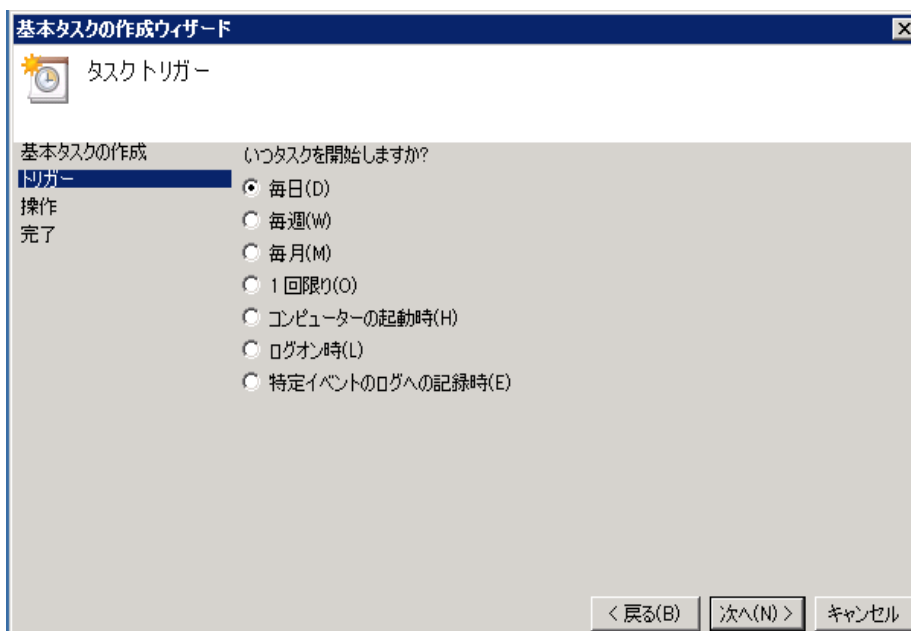 基本タスクの作成ウィザード
タスクトリガー
基本タスクの作成
トリガー
操作
完了
いつタスクを開始しますか?
毎日(D)
毎週(W)
毎月(M)
1 回限り(O)
コンピューターの起動時(H)
ログオン時(L)
特定イベントのログへの記録時(E)
< 戻る(B)
次へ(N) >
キャンセル